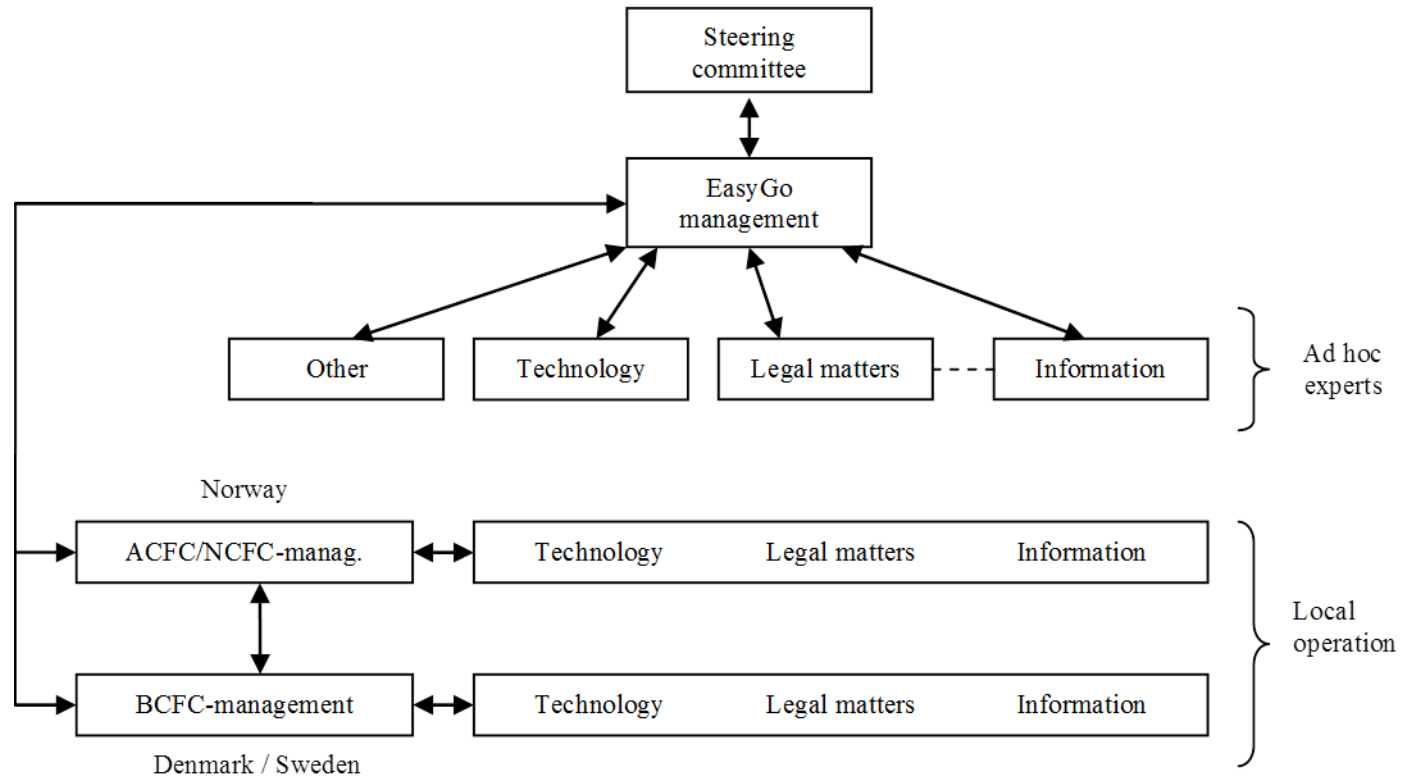 Steering
committee
EasyGo
management
Other
Technology
Legal matters
Information
Ad hoc
experts
Norway
ACFC/NCFC-manag.
Technology Legal matters Information
Local
operation
BCFC-management
Technology Legal matters Information
Denmark / Sweden